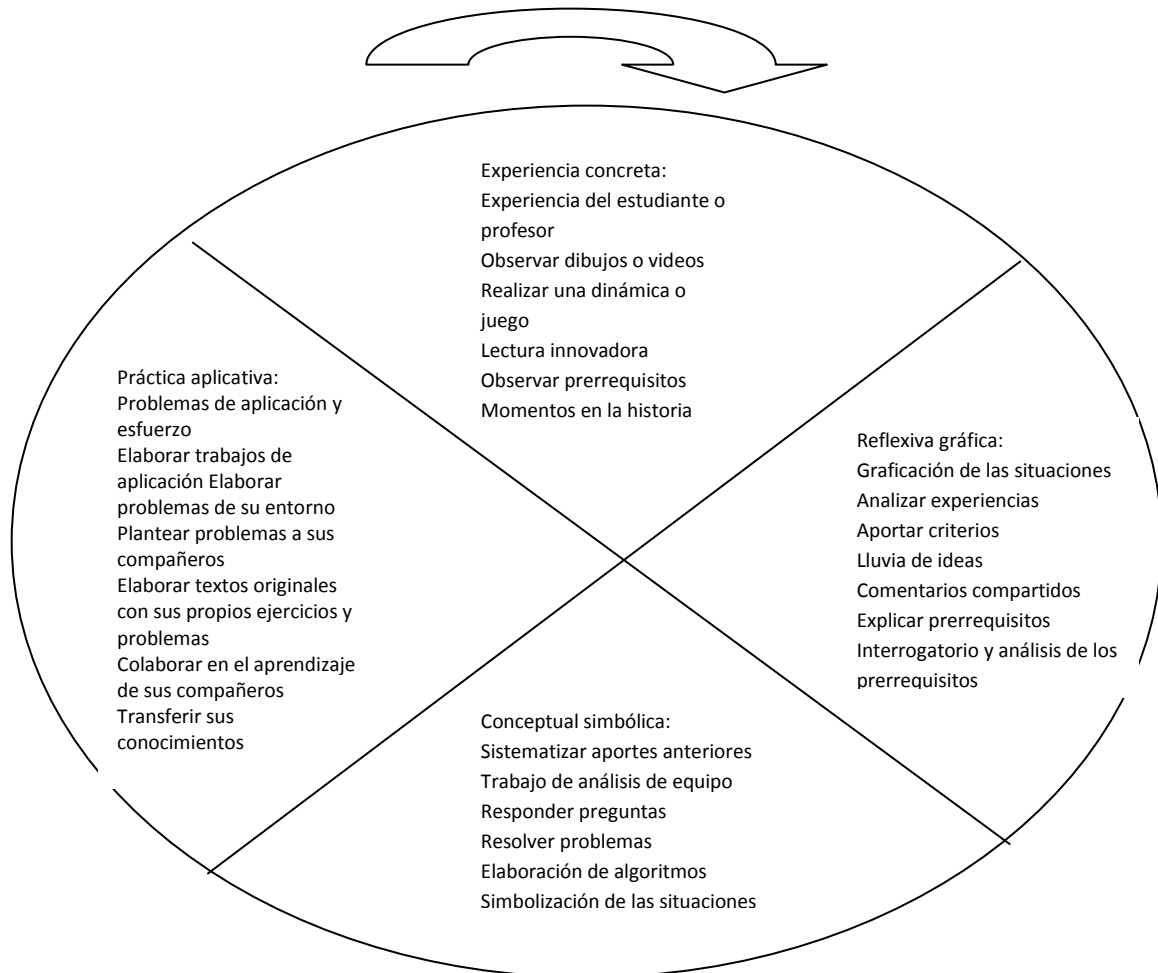 Experiencia concreta:
Experiencia del estudiante o
profesor
Observar dibujos o videos
Realizar una dinámica o
juego
Lectura innovadora
Observar prerrequisitos
Momentos en la historia
Reflexiva gráfica:
Graficación de las situaciones
Analizar experiencias
Aportar criterios
Lluvia de ideas
Comentarios compartidos
Explicar prerrequisitos
Interrogatorio y análisis de los
prerrequisitos
Conceptual simbólica:
Sistematizar aportes anteriores
Trabajo de análisis de equipo
Responder preguntas
Resolver problemas
Elaboración de algoritmos
Simbolización de las situaciones
Práctica aplicativa:
Problemas de aplicación y
esfuerzo
Elaborar trabajos de
aplicación Elaborar
problemas de su entorno
Plantear problemas a sus
compañeros
Elaborar textos originales
con sus propios ejercicios y
problemas
Colaborar en el aprendizaje
de sus compañeros
Transferir sus
conocimientos